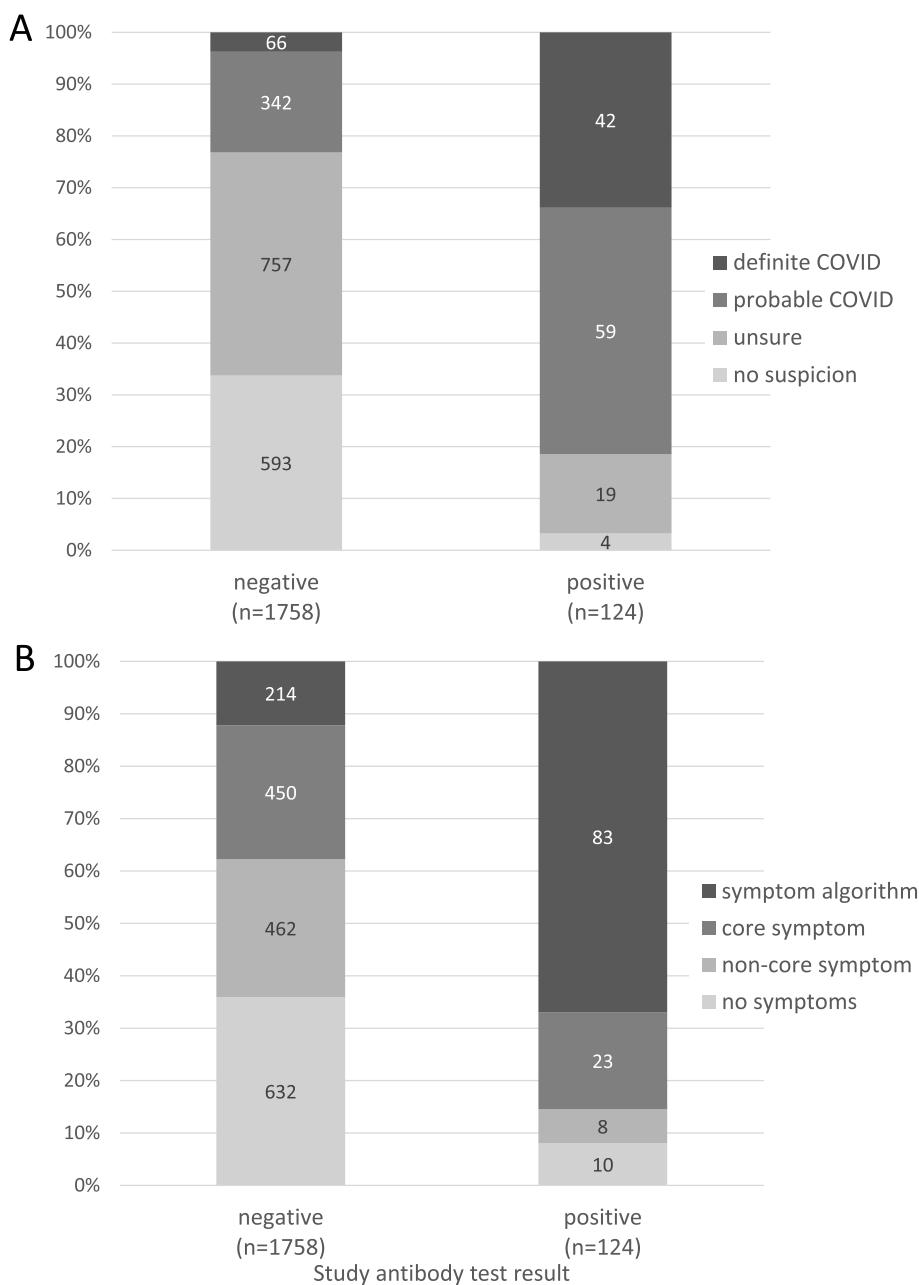 A
100%
90%
80%
70%
60%
50%
40%
30%
20%
10%
0%
66
342
757
593
42
59
19
4
definite COVID
probable COVID
unsure
no suspicion
negative
(n=1758)
positive
(n=124)
B
100%
90%
80%
70%
60%
50%
40%
30%
20%
10%
0%
214
450
462
632
83
23
8
10
symptom algorithm
core symptom
non-core symptom
no symptoms
negative
(n=1758)
positive
(n=124)
Study antibody test result